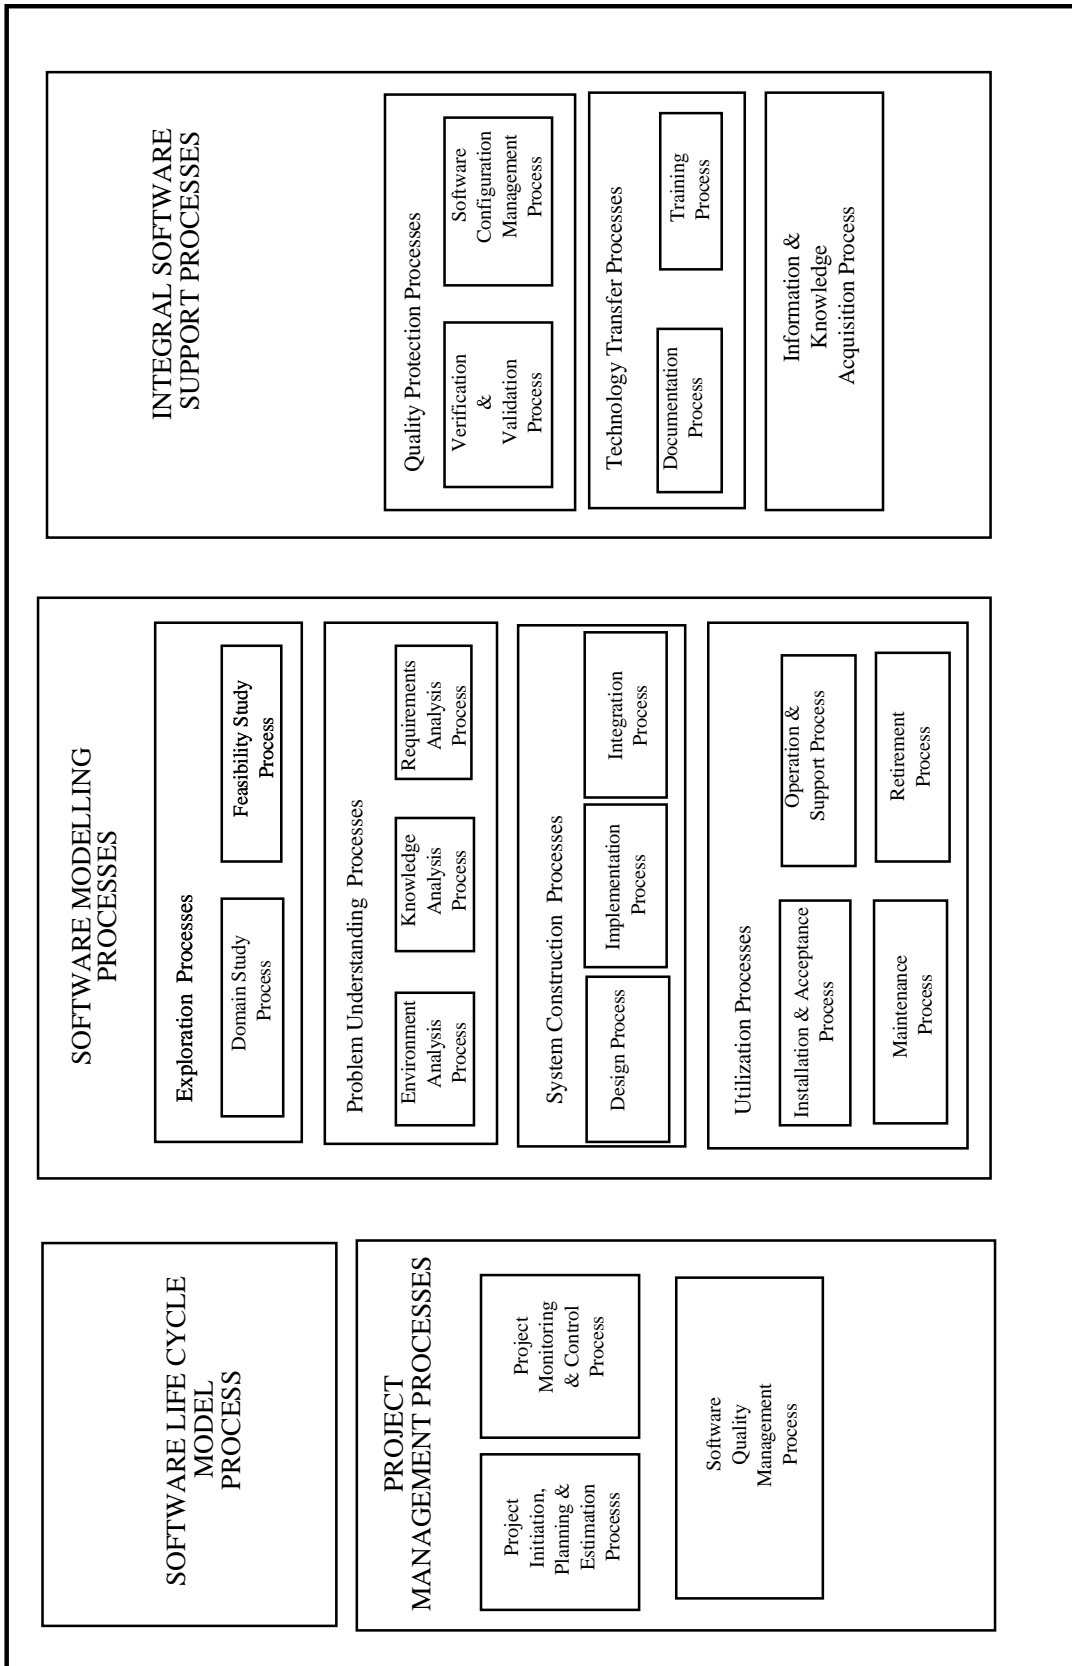 SOFTWARE LIFE CYCLE
MODEL
PROCESS
PROJECT
MANAGEMENT PROCESSES
Project
Initiation,
Planning &
Estimation
Processs
Project
Monitoring
& Control
Process
Software
Quality
Management
Process
SOFTWARE MODELLING
PROCESSES
Exploration Processes
Domain Study
Process
Feasibility Study
Process
Problem Understanding Processes
Environment
Analysis
Process
Knowledge
Analysis
Process
Requirements
Analysis
Process
System Construction Processes
Design Process
Implementation
Process
Integration
Process
Utilization Processes
Installation & Acceptance
Process
Operation &
Support Process
Maintenance
Process
Retirement
Process
INTEGRAL SOFTWARE
SUPPORT PROCESSES
Quality Protection Processes
Verification
&
Validation
Process
Software
Configuration
Management
Process
Technology Transfer Processes
Documentation
Process
Training
Process
Information &
Knowledge
Acquisition Process